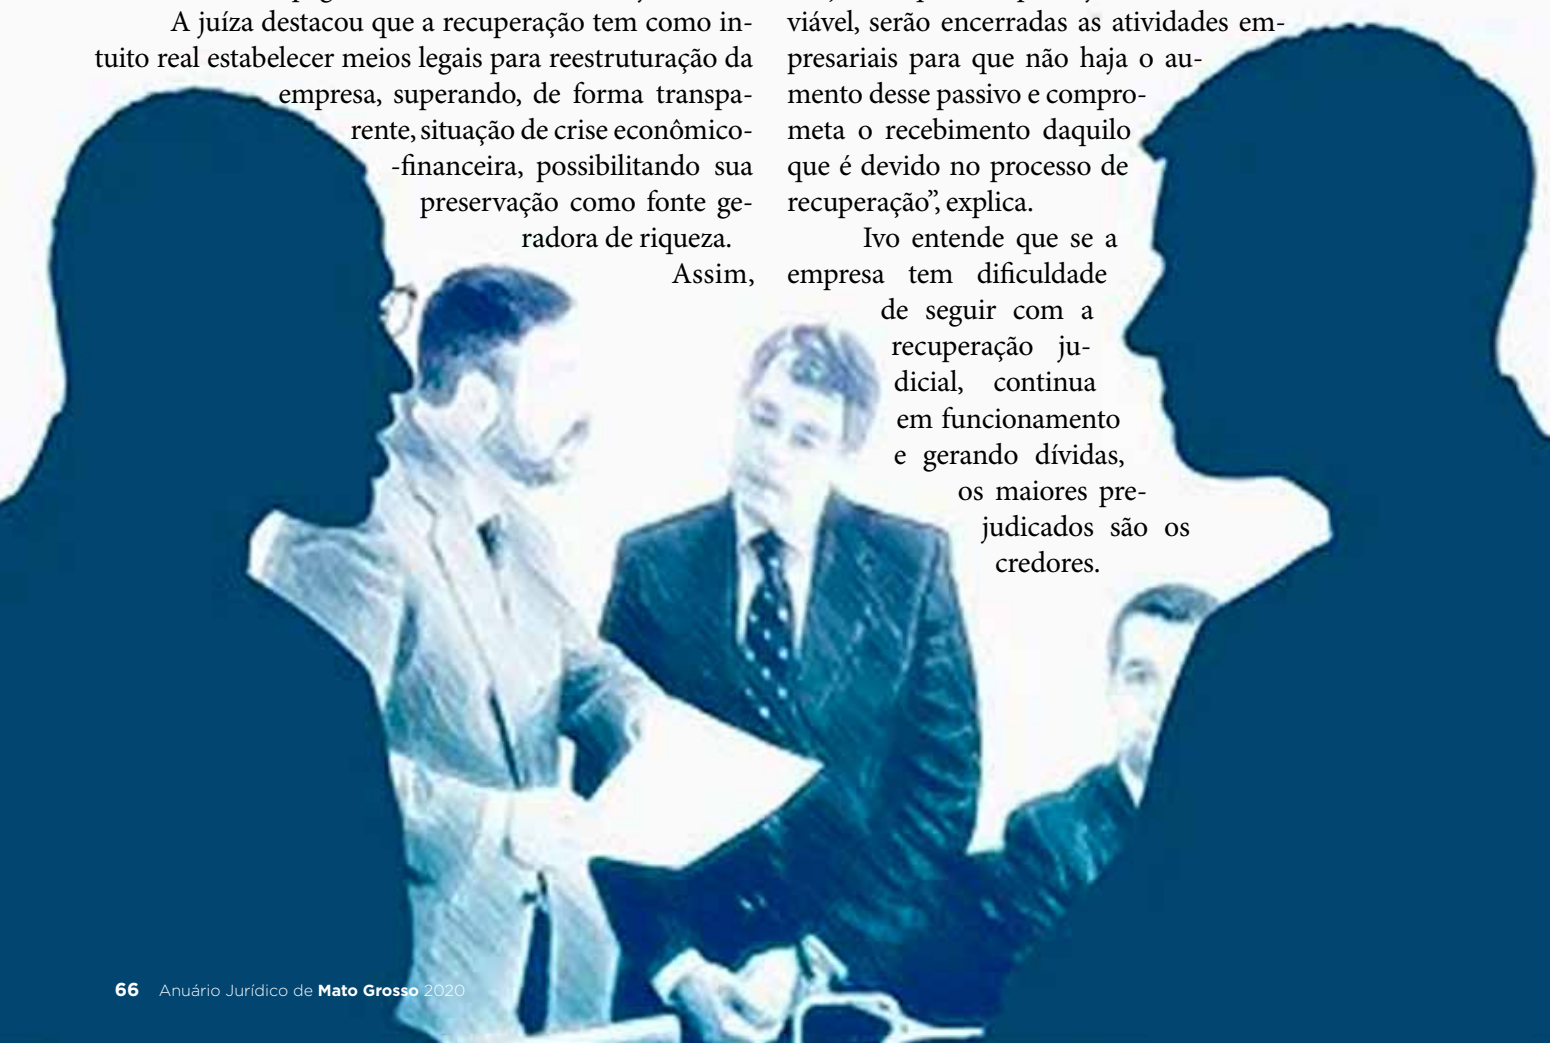 A juíza destacou que a recuperação tem como in-
tuito real estabelecer meios legais para reestruturação da
empresa, superando, de forma transpa-
rente, situação de crise econômico-
-financeira, possibilitando sua
preservação como fonte ge-
radora de riqueza.
Assim,
viável, serão encerradas as atividades em-
presariais para que não haja o au-
mento desse passivo e compro-
meta o recebimento daquilo
que é devido no processo de
recuperação”, explica.
Ivo entende que se a
empresa tem dificuldade
de seguir com a
recuperação ju-
dicial, continua
em funcionamento
e gerando dívidas,
os maiores pre-
judicados são os
credores.
66 Anuário Jurídico de Mato Grosso 2020